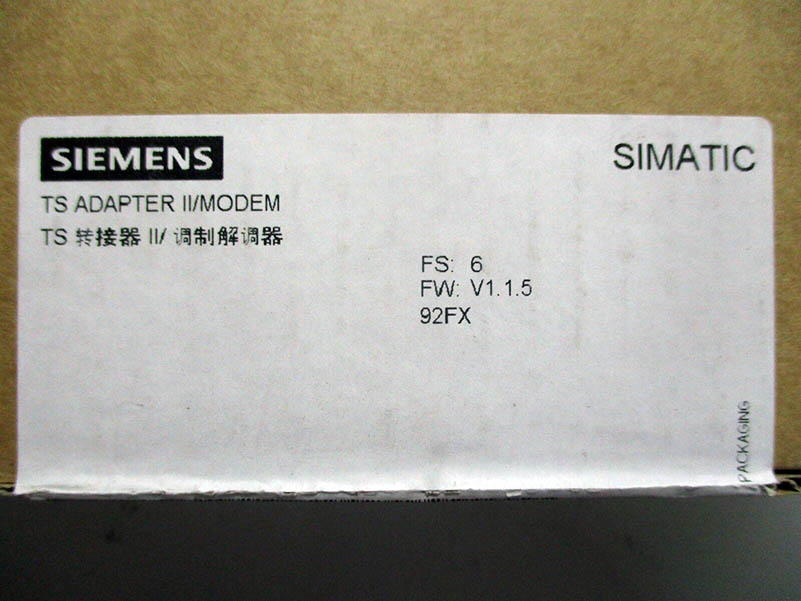 SIEMENS
SIMATIC
TS ADAPTER II/MODEM
TS 转接器 II/ 调制解调器
FS: 6
FW: V1.1.5
92FX
PACKAGING